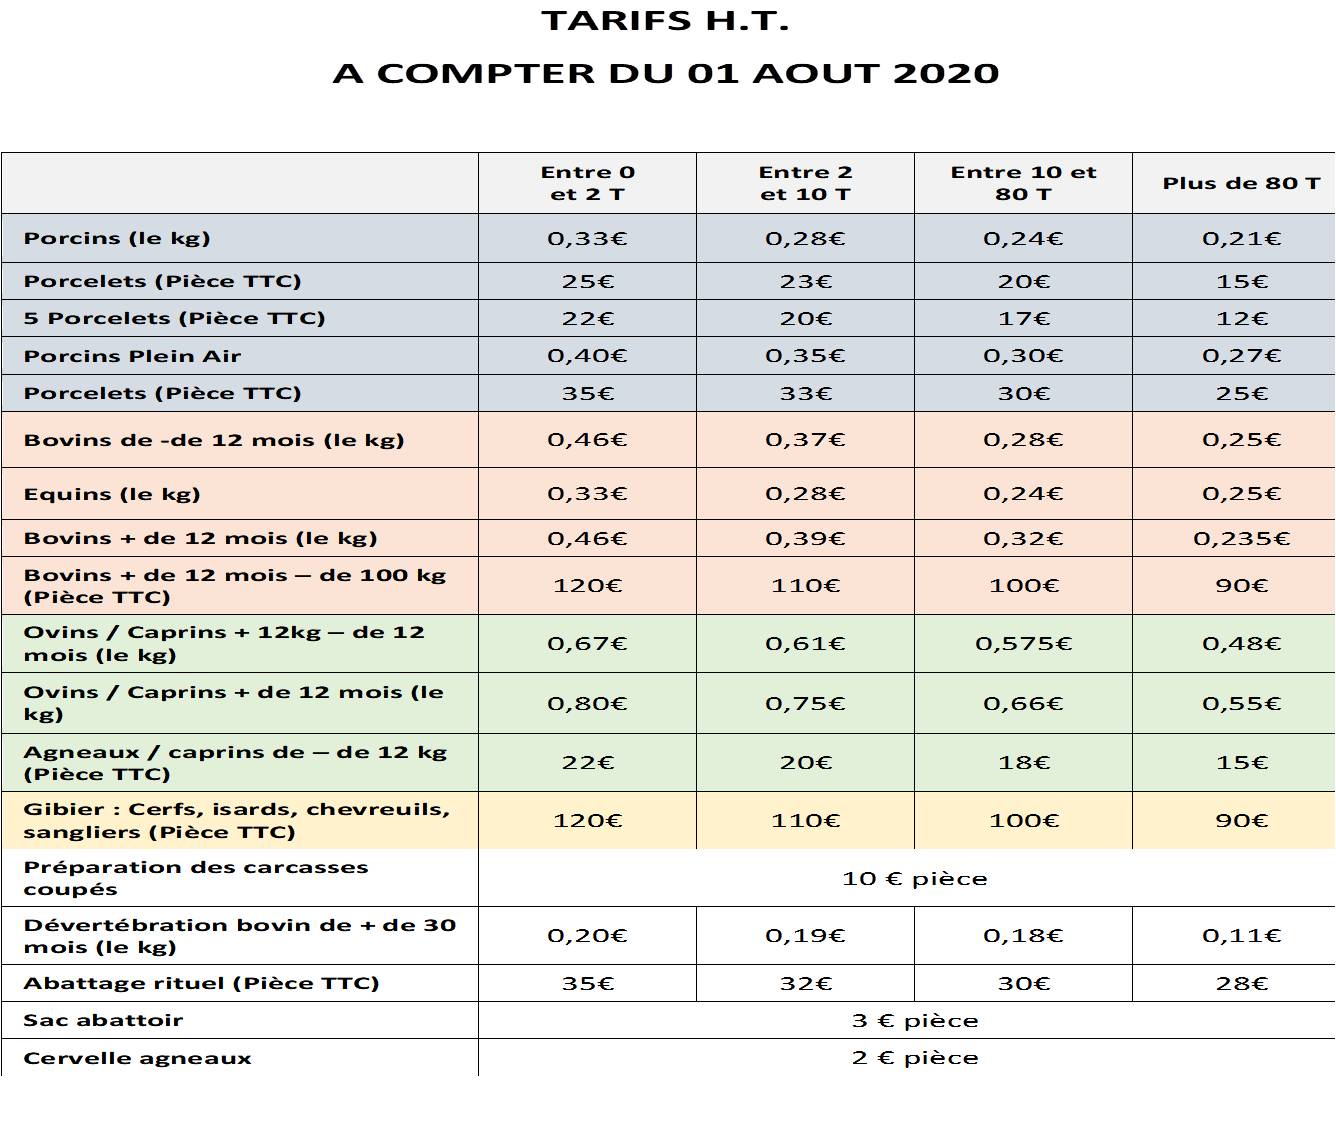 TARIFS H.T.
A COMPTER DU 01 AOUT 2020
Entre 0
et 2 T
Entre 2
et 10 T
Entre 10 et
80 T
Plus de 80 T
Porcins (le kg)
0,33€
0,28€
0,24€
0,21€
Porcelets (Pièce TTC)
25€
23€
20€
15€
5 Porcelets (Pièce TTC)
22€
20€
17€
12€
Porcins Plein Air
0,40€
0,35€
0,30€
0,27€
Porcelets (Pièce TTC)
35€
33€
30€
25€
Bovins de -de 12 mois (le kg)
0,46€
0,37€
0,28€
0,25€
Equins (le kg)
0,33€
0,28€
0,24€
0,25€
Bovins + de 12 mois (le kg)
0,46€
0,39€
0,32€
0,235€
Bovins + de 12 mois – de 100 kg
(Pièce TTC)
120€
110€
100€
90€
Ovins / Caprins + 12kg – de 12
mois (le kg)
0,67€
0,61€
0,575€
0,48€
Ovins / Caprins + de 12 mois (le
kg)
0,80€
0,75€
0,66€
0,55€
Agneaux / caprins de – de 12 kg
(Pièce TTC)
22€
20€
18€
15€
Gibier : Cerfs, isards, chevreuils,
sangliers (Pièce TTC)
120€
110€
100€
90€
Préparation des carcasses
coupés
10 € pièce
Dévertébration bovin de + de 30
mois (le kg)
0,20€
0,19€
0,18€
0,11€
Abattage rituel (Pièce TTC)
35€
32€
30€
28€
Sac abattoir
3 € pièce
Cervelle agneaux
2 € pièce